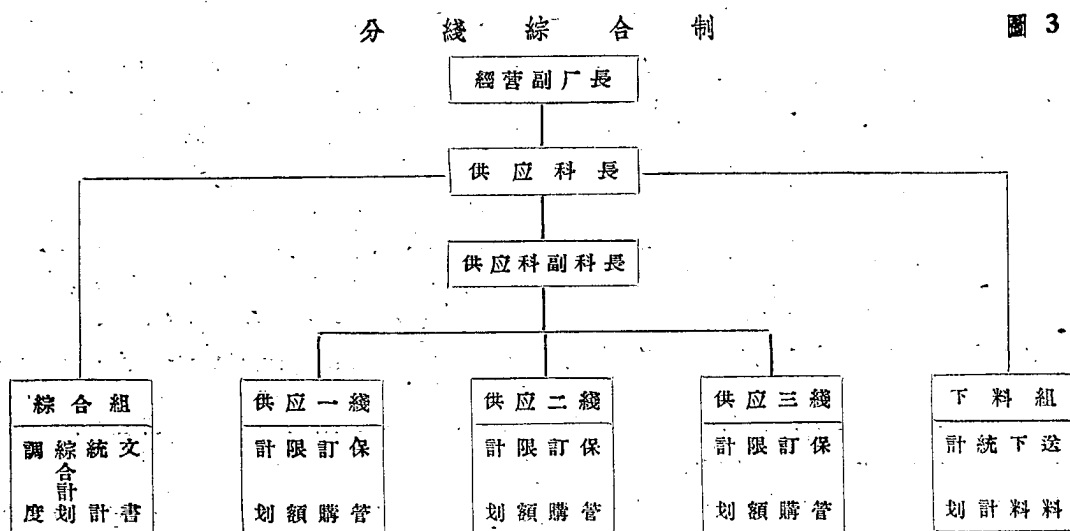 分綫綜合制
圖 3
經营副厂長
供应科長
供应科副科長
綜合組
調度
綜合計划
統計
文書
供应一綫
計划
限額
訂購
保管
供应二綫
計划
限額
訂購
保管
供应三綫
計划
限額
訂購
保管
下料組
計划
統計
下料
送料